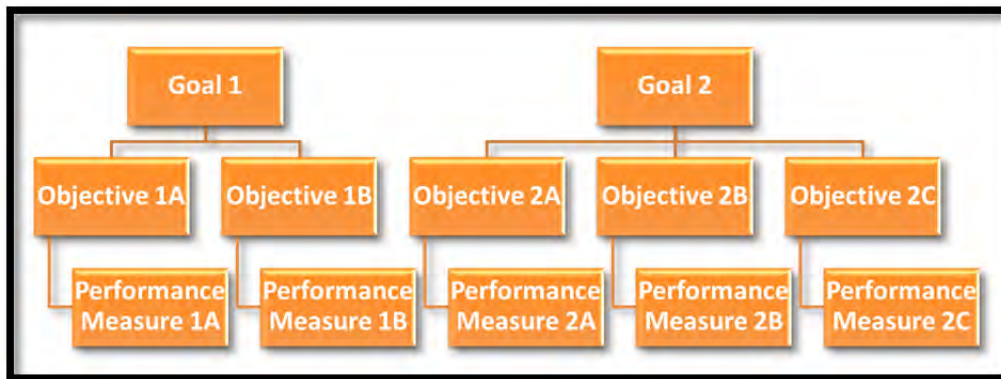 Goal 1
Goal 2
Objective 1A
Objective 1B
Objective 2A
Objective 2B
Objective 2C
Performance
Measure 1A
Performance
Measure 1B
Performance
Measure 2A
Performance
Measure 2B
Performance
Measure 2C